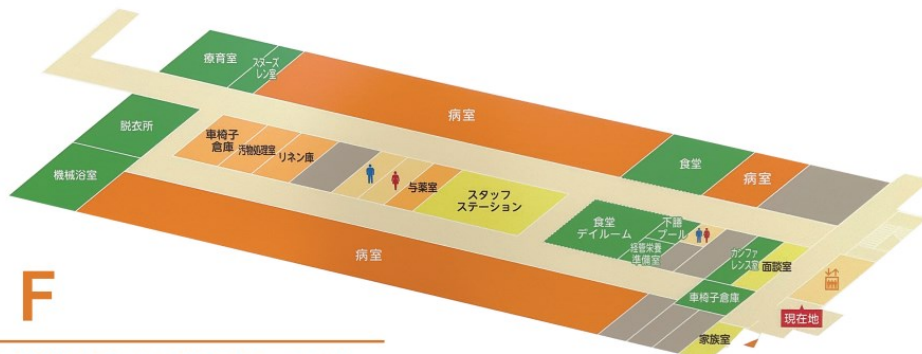 療育室
スヌーズ
レン室
病室
脱衣所
機械浴室
車椅子
倉庫
汚物処理室
リネン庫
与薬室
スタッフ
ステーション
食堂
病室
食堂
デイルーム
下膳
プール
経管栄養
準備室
カンファ
レンス室
面談室
車椅子倉庫
病室
家族室
現在地
F